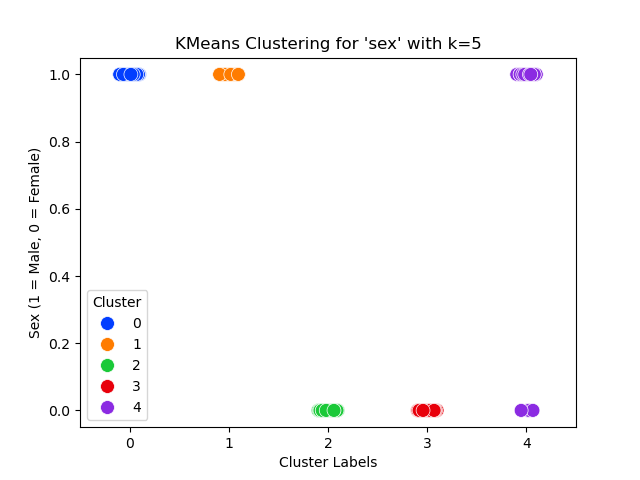 KMeans Clustering for 'sex' with k=5
Sex (1 = Male, 0 = Female)
1.0
0.8
0.6
0.4
0.2
0.0
Cluster
0
1
2
3
4
0 1 2 3 4
Cluster Labels